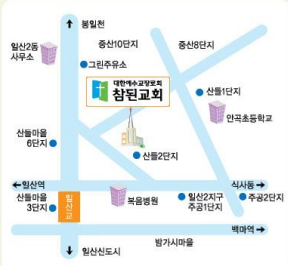 봉일천
일산2동
사무소
중산10단지
중산8단지
그린주유소
대한예수교장로회
참된교회
산들1단지
안곡초등학교
산들마을
6단지
산들2단지
일산역
식사동
산들마을
3단지
일산교
복음병원
일산2지구
주공1단지
주공2단지
백마역
밤가시마을
일산신도시